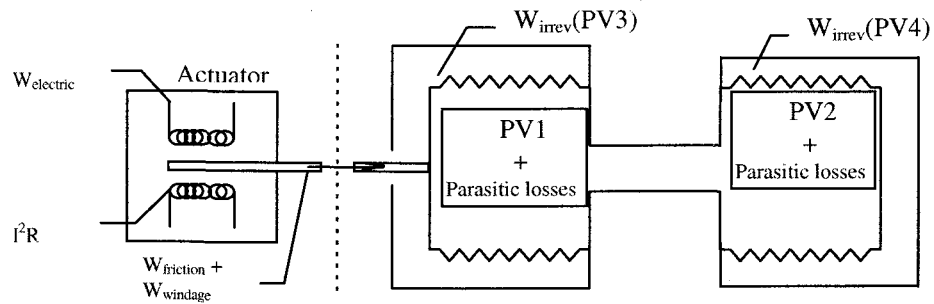 W_irrev(PV3)
W_irrev(PV4)
W_electric
Actuator
PV1
+
Parasitic losses
PV2
+
Parasitic losses
I²R
W_friction +
W_windage